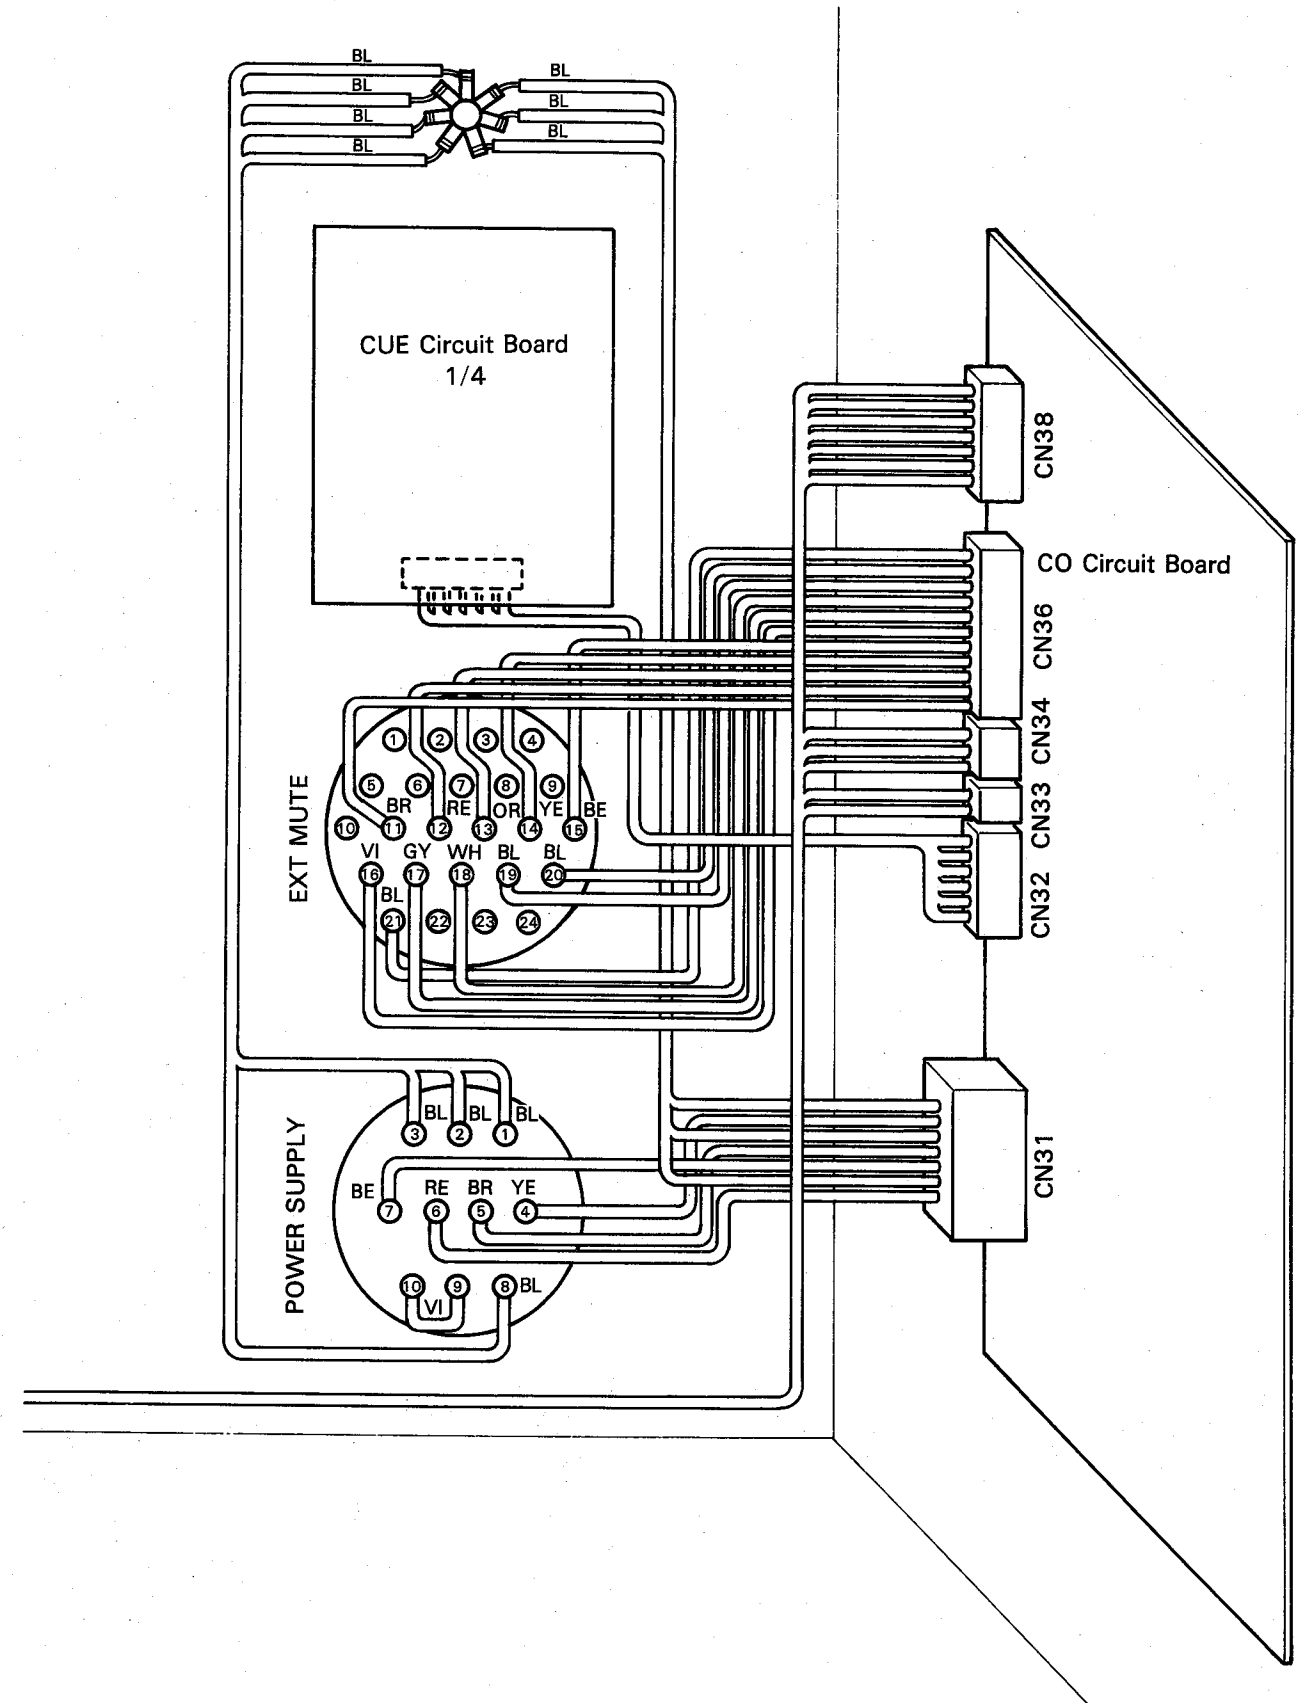 BL
BL
BL
BL
BL
BL
BL
CUE Circuit Board
1/4
CN38
CO Circuit Board
CN36
CN34
CN33
CN32
CN31
EXT MUTE
1 2 3 4
5 6 7 8 9
BR RE OR YE BE
10 11 12 13 14 15
VI GY WH BL BL
16 17 18 19 20
BL
21 22 23 24
POWER SUPPLY
BL BL BL
3 2 1
BE RE BR YE
7 6 5 4
10 9 8 BL
VI